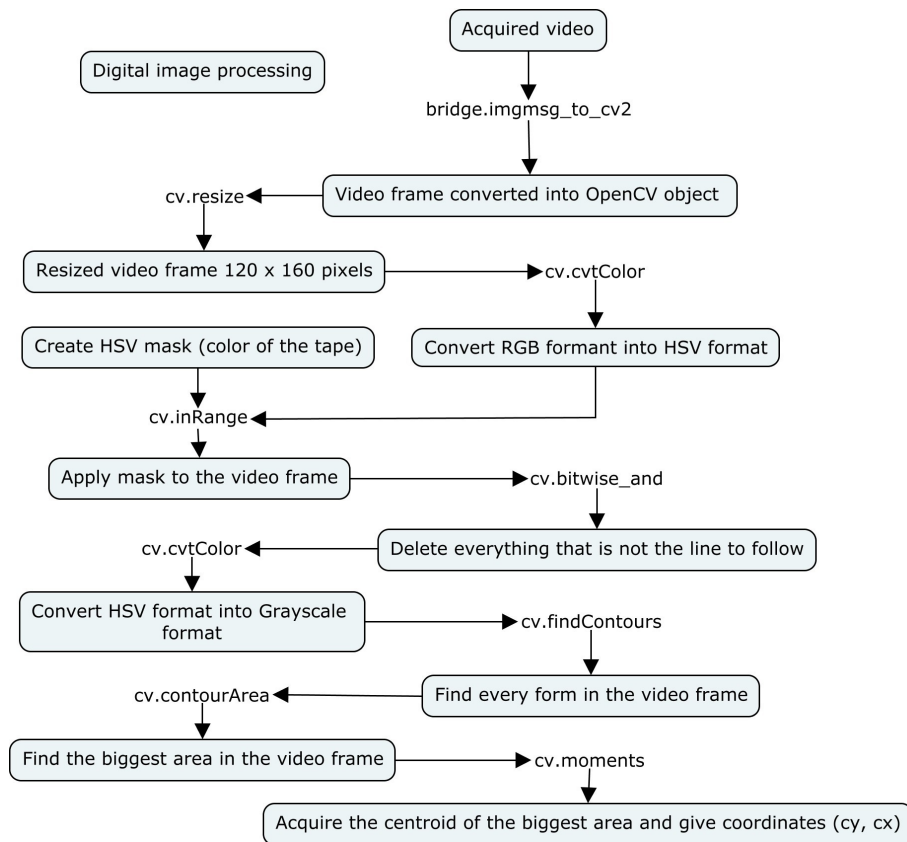 Acquired video
Digital image processing
bridge.imgmsg_to_cv2
Video frame converted into OpenCV object
cv.resize
Resized video frame 120 x 160 pixels
cv.cvtColor
Create HSV mask (color of the tape)
Convert RGB formant into HSV format
cv.inRange
Apply mask to the video frame
cv.bitwise_and
Delete everything that is not the line to follow
cv.cvtColor
Convert HSV format into Grayscale
format
cv.findContours
Find every form in the video frame
cv.contourArea
Find the biggest area in the video frame
cv.moments
Acquire the centroid of the biggest area and give coordinates (cy, cx)